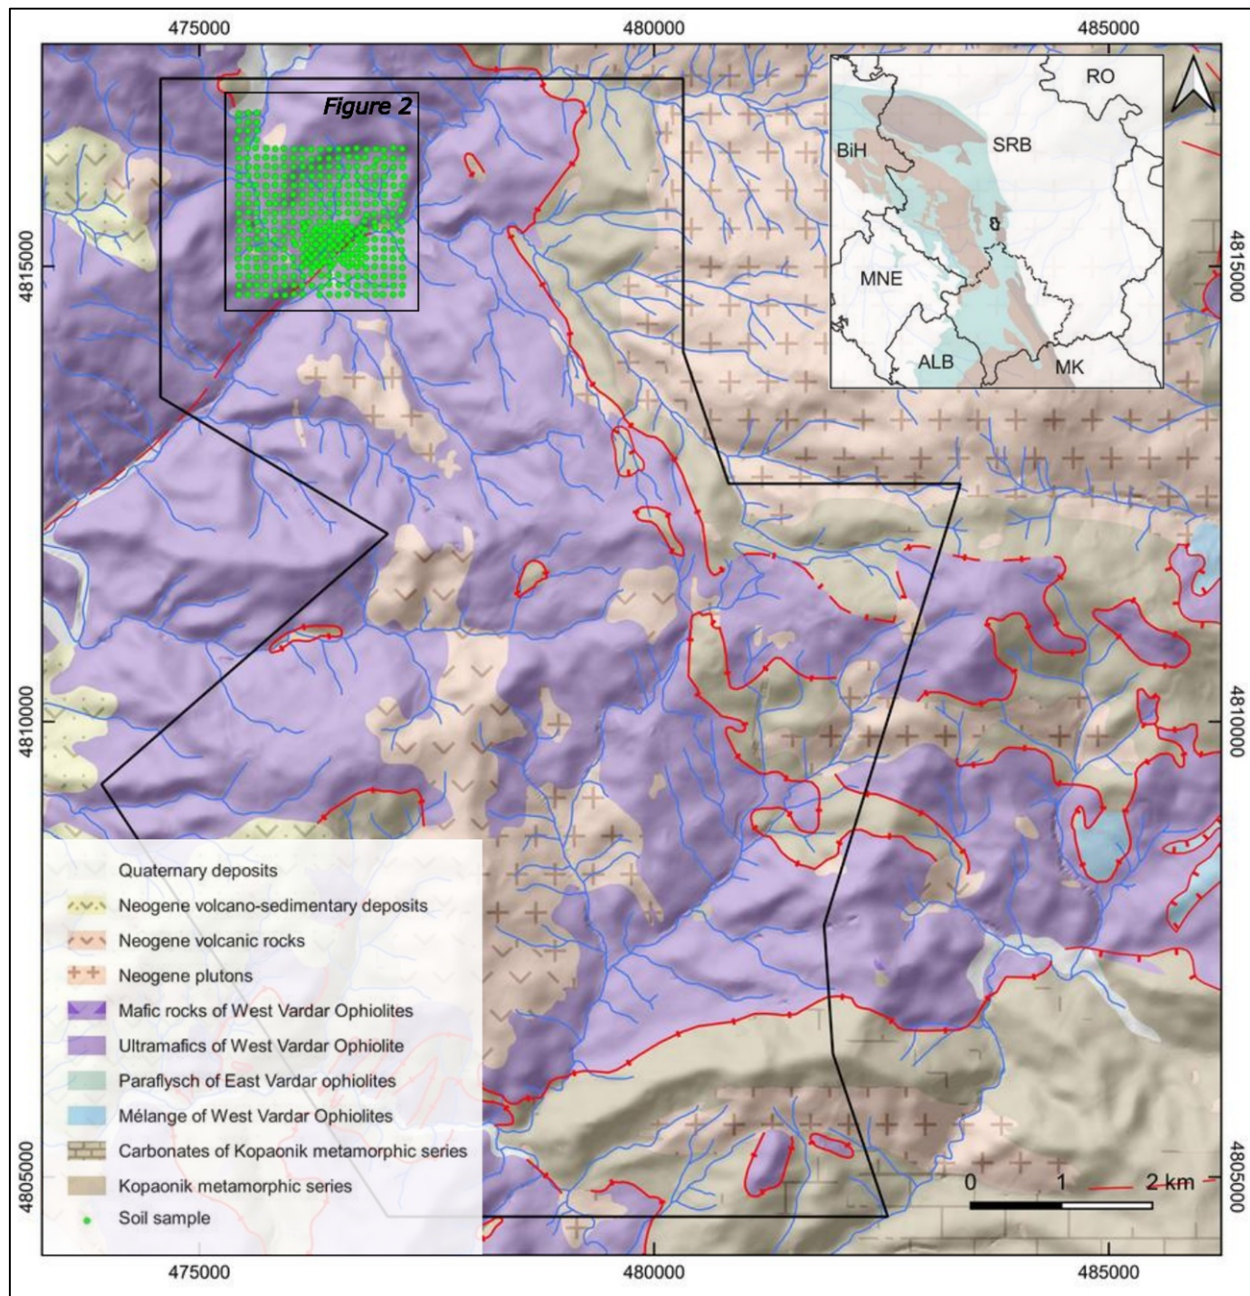 475000
480000
485000
Figure 2
RO
BiH
SRB
MNE
ALB
MK
4815000
4815000
4810000
4810000
Quaternary deposits
Neogene volcano-sedimentary deposits
Neogene volcanic rocks
Neogene plutons
Mafic rocks of West Vardar Ophiolites
Ultramafics of West Vardar Ophiolite
Paraflysch of East Vardar ophiolites
Mélange of West Vardar Ophiolites
Carbonates of Kopaonik metamorphic series
Kopaonik metamorphic series
Soil sample
4805000
4805000
0 1 2 km
475000
480000
485000